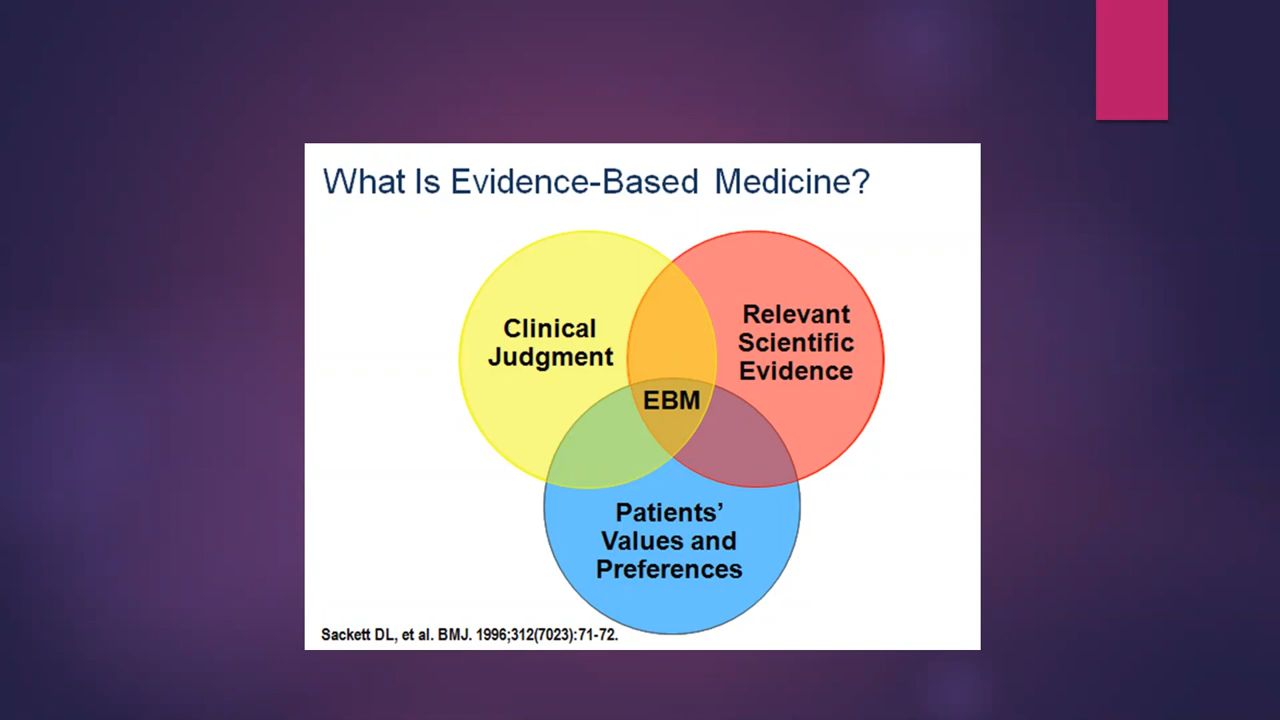 What Is Evidence-Based Medicine?
Clinical
Judgment
Relevant
Scientific
Evidence
EBM
Patients’
Values and
Preferences
Sackett DL, et al. BMJ. 1996;312(7023):71-72.